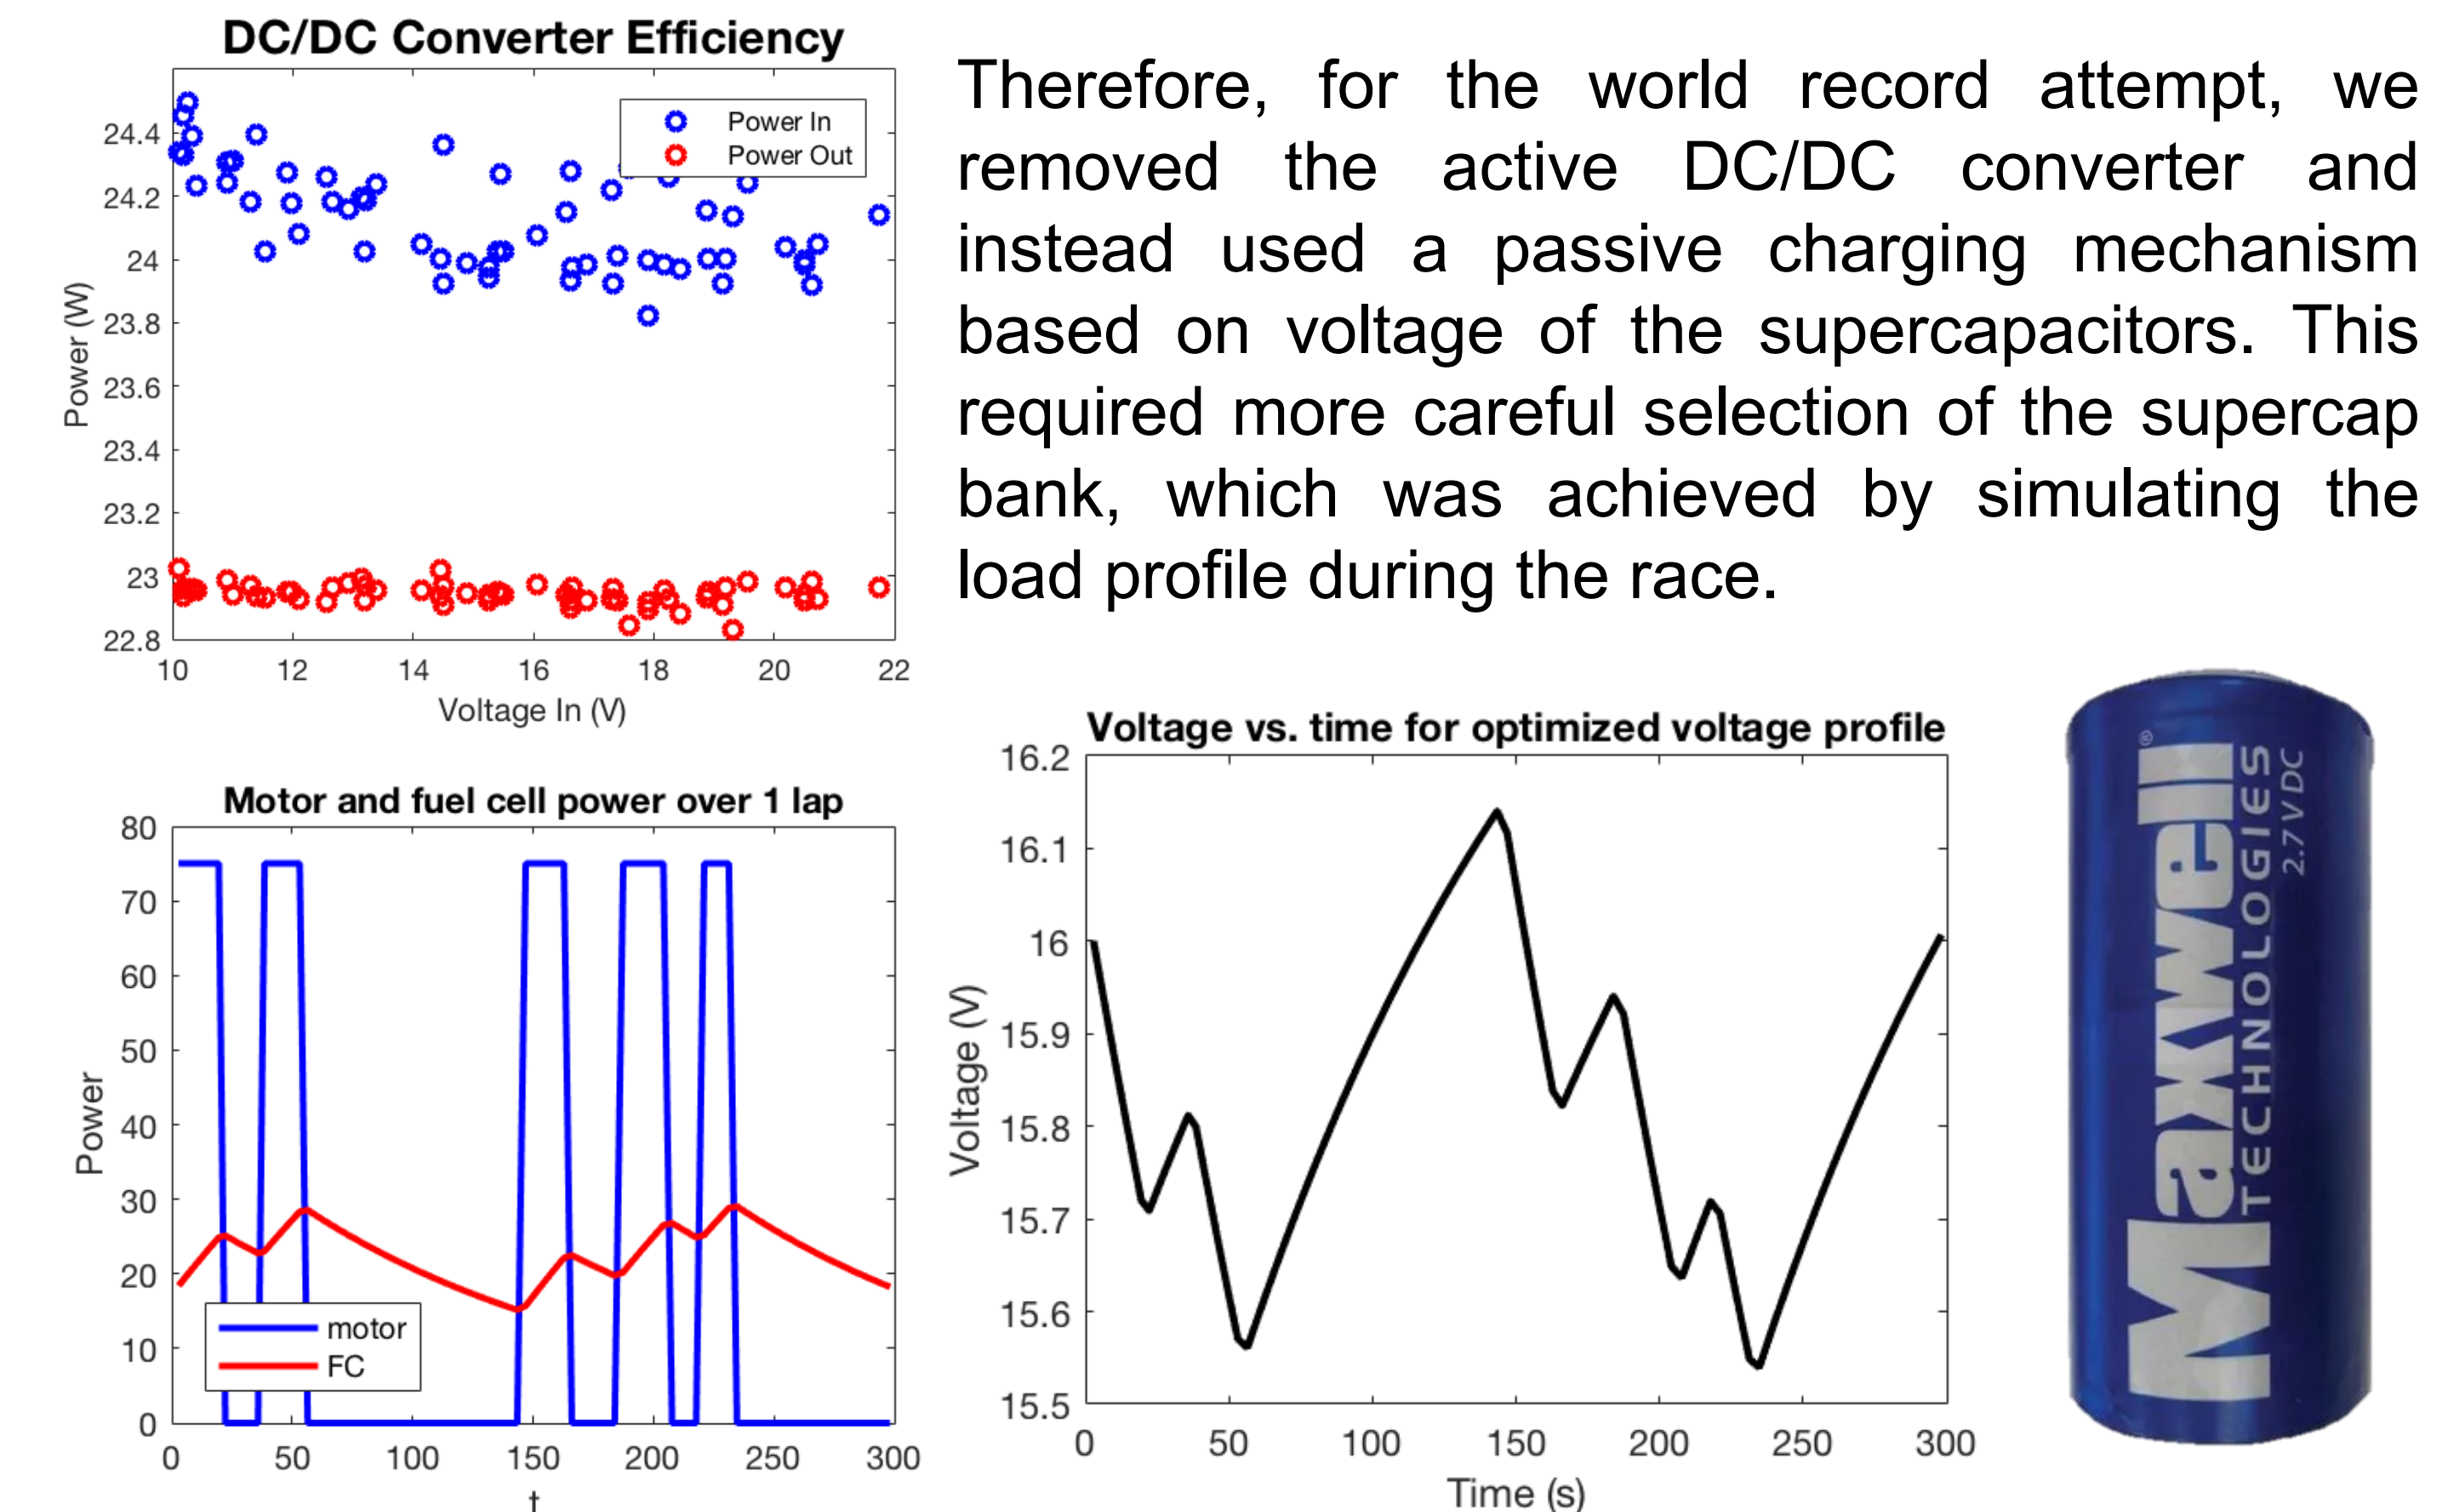 DC/DC Converter Efficiency
Power (W)
24.4
24.2
24
23.8
23.6
23.4
23.2
23
22.8
Power In
Power Out
10 12 14 16 18 20 22
Voltage In (V)
Therefore, for the world record attempt, we
removed the active DC/DC converter and
instead used a passive charging mechanism
based on voltage of the supercapacitors. This
required more careful selection of the supercap
bank, which was achieved by simulating the
load profile during the race.
Motor and fuel cell power over 1 lap
Power
80
70
60
50
40
30
20
10
0
motor
FC
0 50 100 150 200 250 300
t
Voltage vs. time for optimized voltage profile
Voltage (V)
16.2
16.1
16
15.9
15.8
15.7
15.6
15.5
0 50 100 150 200 250 300
Time (s)
Maxwell®
TECHNOLOGIES
2.7 V DC